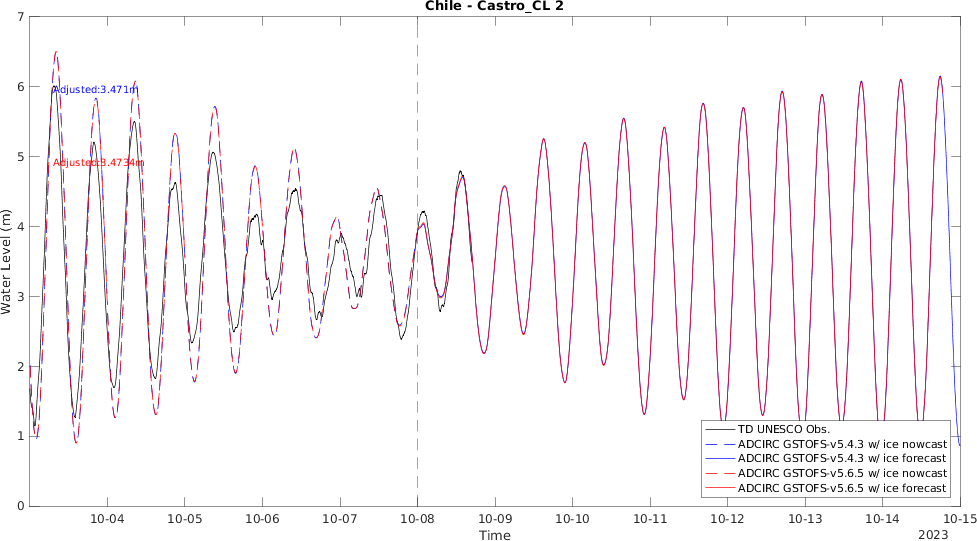 Chile - Castro_CL 2
7
6
5
4
3
2
1
0
Water Level (m)
Adjusted:3.471m
Adjusted:3.4734m
TD UNESCO Obs.
ADCIRC GSTOFS-v5.4.3 w/ ice nowcast
ADCIRC GSTOFS-v5.4.3 w/ ice forecast
ADCIRC GSTOFS-v5.6.5 w/ ice nowcast
ADCIRC GSTOFS-v5.6.5 w/ ice forecast
10-04 10-05 10-06 10-07 10-08 10-09 10-10 10-11 10-12 10-13 10-14 10-15
Time
2023